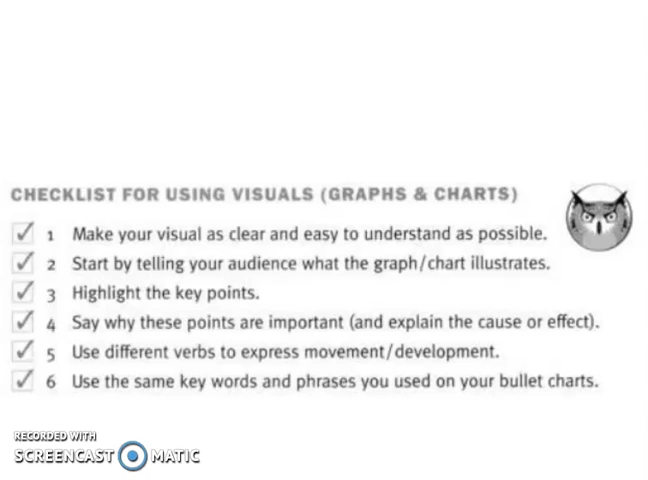 CHECKLIST FOR USING VISUALS (GRAPHS & CHARTS)
1 Make your visual as clear and easy to understand as possible.
2 Start by telling your audience what the graph/chart illustrates.
3 Highlight the key points.
4 Say why these points are important (and explain the cause or effect).
5 Use different verbs to express movement/development.
6 Use the same key words and phrases you used on your bullet charts.
RECORDED WITH
SCREENCAST MATIC